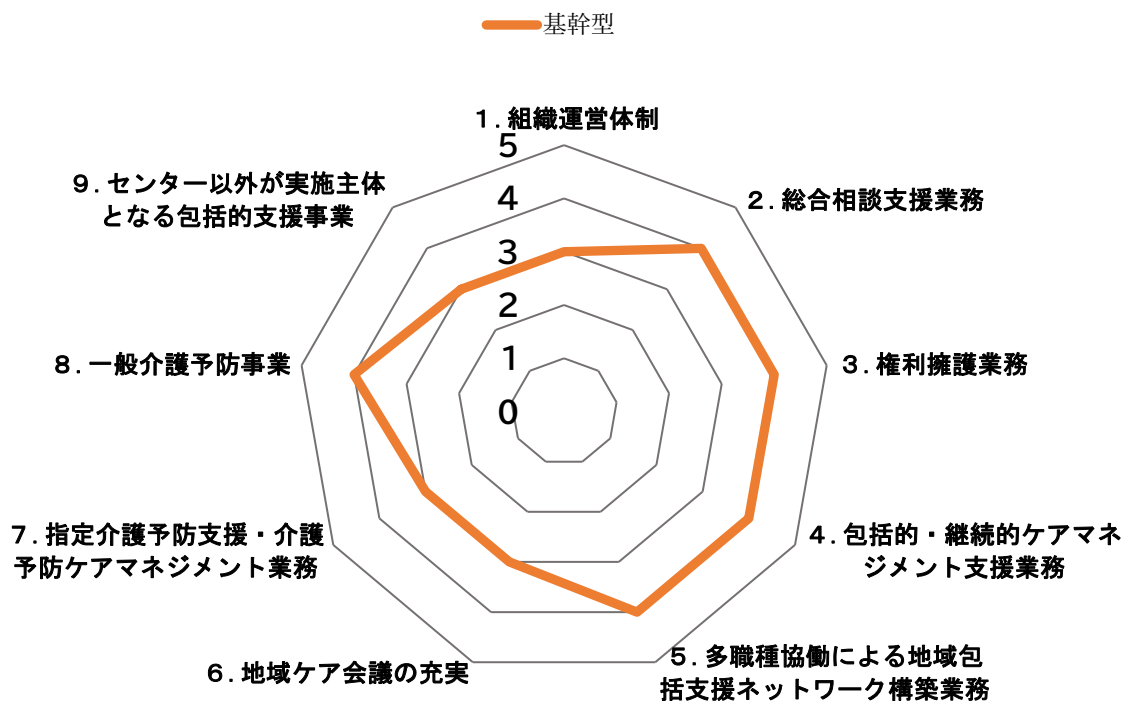 基幹型
１.組織運営体制
5
4
3
2
1
0
２.総合相談支援業務
３.権利擁護業務
４.包括的・継続的ケアマネ
ジメント支援業務
５.多職種協働による地域包
括支援ネットワーク構築業務
６.地域ケア会議の充実
７.指定介護予防支援・介護
予防ケアマネジメント業務
８.一般介護予防事業
９.センター以外が実施主体
となる包括的支援事業